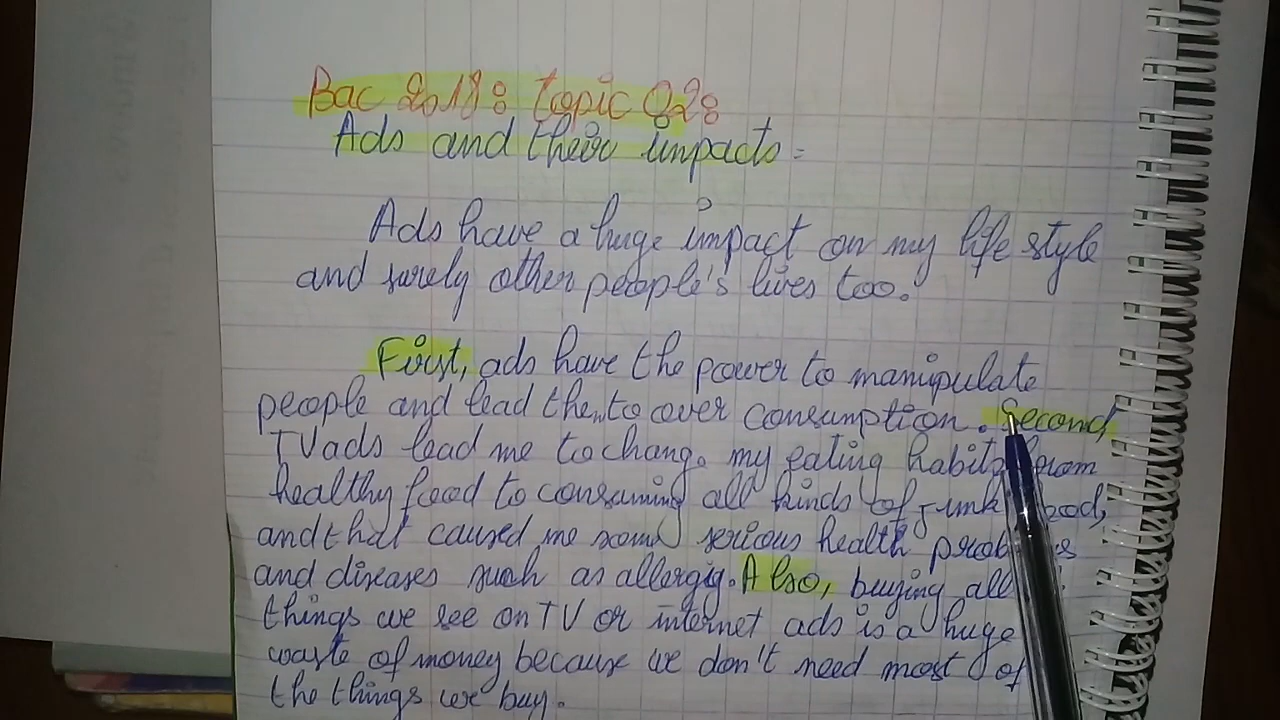 Bac 2018: topic 02:
Ads and their impacts:
Ads have a huge impact on my life style
and surely other people's lives too.
First, ads have the power to manipulate
people and lead them to over consumption. Second,
TV ads lead me to change my eating habits from
healthy food to consuming all kinds of junk food,
and that caused me some serious health problems
and diseases such as allergig. Also, buying all
things we see on TV or internet ads is a huge
waste of money because we don't need most of
the things we buy.